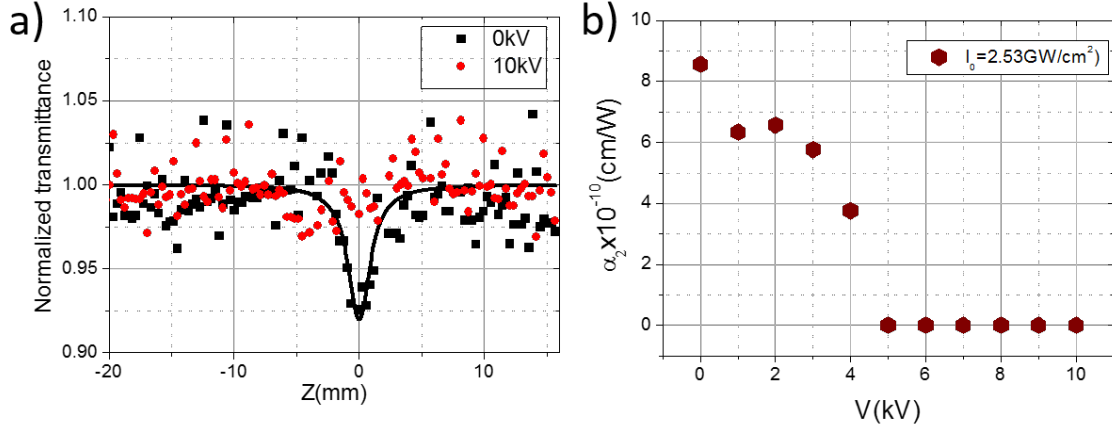 a)
Normalized transmittance
1.10
1.05
1.00
0.95
0.90
0kV
10kV
-20
-10
0
10
Z(mm)
b)
α₂x10⁻¹⁰(cm/W)
8
6
4
2
0
I₀=2.53GW/cm²)
0
2
4
6
8
10
V(kV)